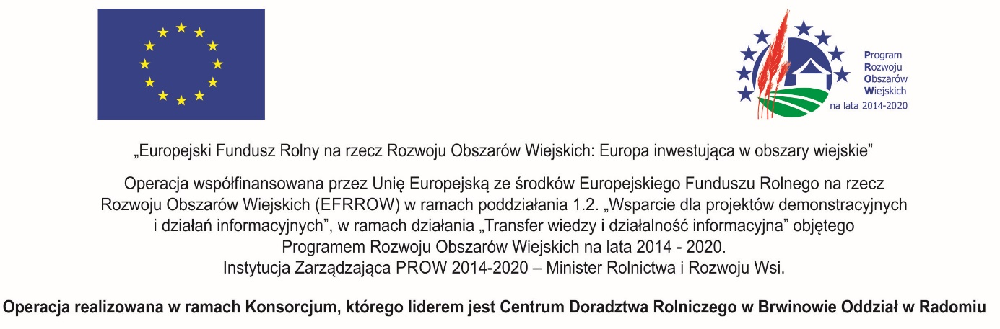 Program
Rozwoju
Obszarów
Wiejskich
na lata 2014-2020
„Europejski Fundusz Rolny na rzecz Rozwoju Obszarów Wiejskich: Europa inwestująca w obszary wiejskie”
Operacja współfinansowana przez Unię Europejską ze środków Europejskiego Funduszu Rolnego na rzecz
Rozwoju Obszarów Wiejskich (EFRROW) w ramach poddziałania 1.2. „Wsparcie dla projektów demonstracyjnych
i działań informacyjnych”, w ramach działania „Transfer wiedzy i działalność informacyjna” objętego
Programem Rozwoju Obszarów Wiejskich na lata 2014 - 2020.
Instytucja Zarządzająca PROW 2014-2020 – Minister Rolnictwa i Rozwoju Wsi.
Operacja realizowana w ramach Konsorcjum, którego liderem jest Centrum Doradztwa Rolniczego w Brwinowie Oddział w Radomiu